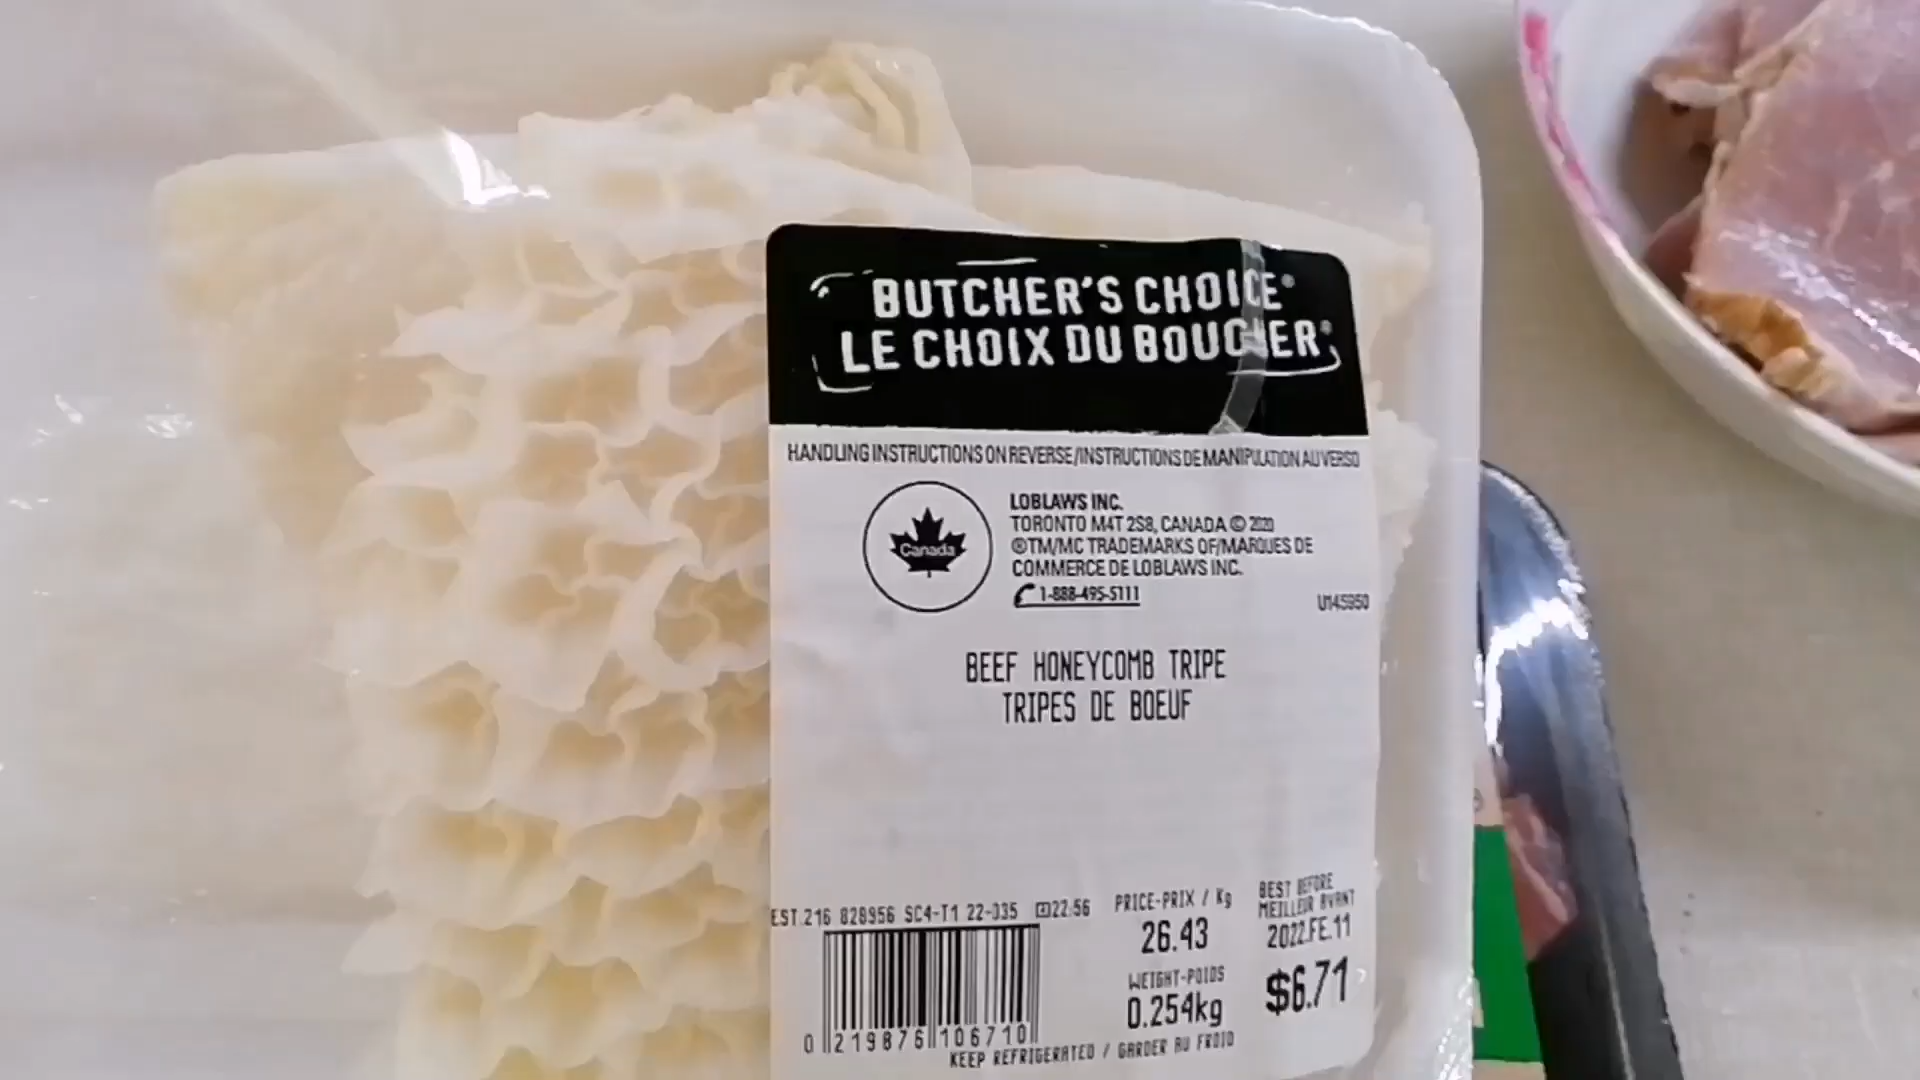 BUTCHER'S CHOICE®
LE CHOIX DU BOUCHER®
HANDLING INSTRUCTIONS ON REVERSE/INSTRUCTIONS DE MANIPULATION AU VERSO
Canada
LOBLAWS INC.
TORONTO M4T 2S8, CANADA © 2020
®TM/MC TRADEMARKS OF/MARQUES DE
COMMERCE DE LOBLAWS INC.
1-888-495-5111
U145950
BEEF HONEYCOMB TRIPE
TRIPES DE BOEUF
EST.216 828956 SC4-T1 22-035 22:56
PRICE-PRIX / Kg
26.43
WEIGHT-POIDS
0.254kg
BEST BEFORE
MEILLEUR AVANT
2022.FE.11
$6.71
0 219876 106710
KEEP REFRIGERATED / GARDER AU FROID